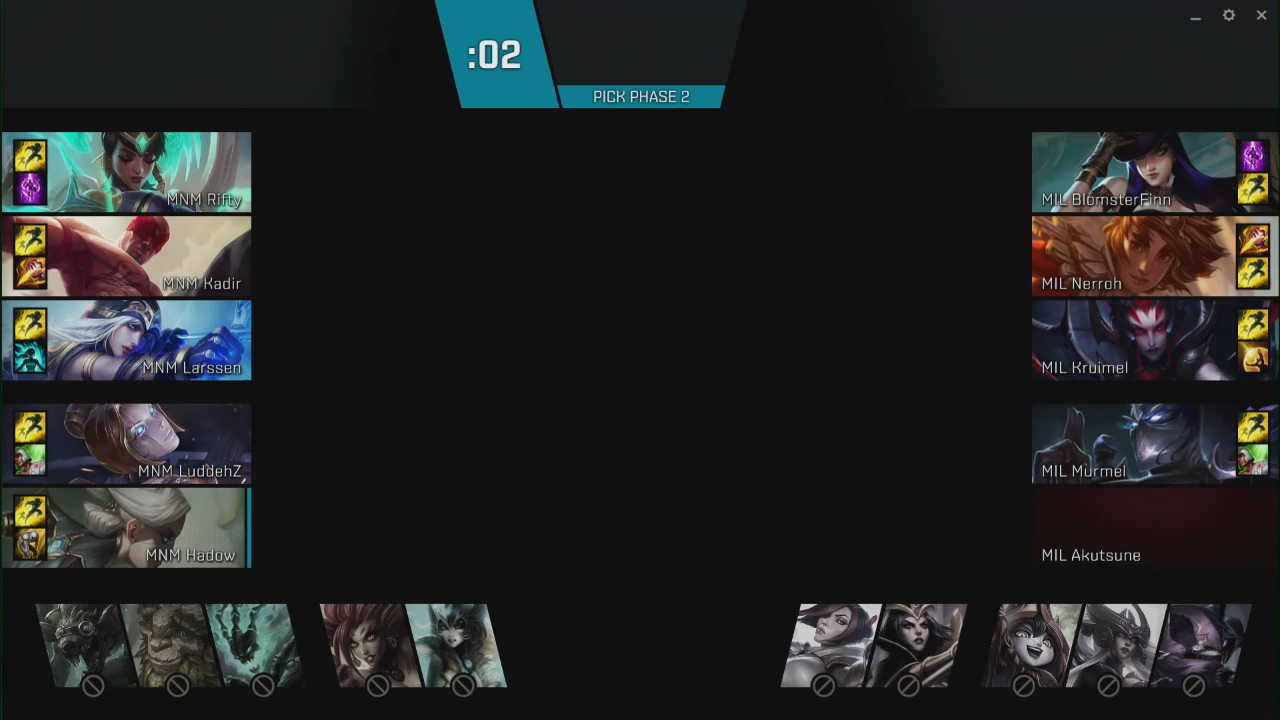 :02
PICK PHASE 2
MNM Rifty
MNM Kadir
MNM Larssen
MNM LuddehZ
MNM Hadow
MIL BlomsterFinn
MIL Nerroh
MIL Kruimel
MIL Murmel
MIL Akutsune